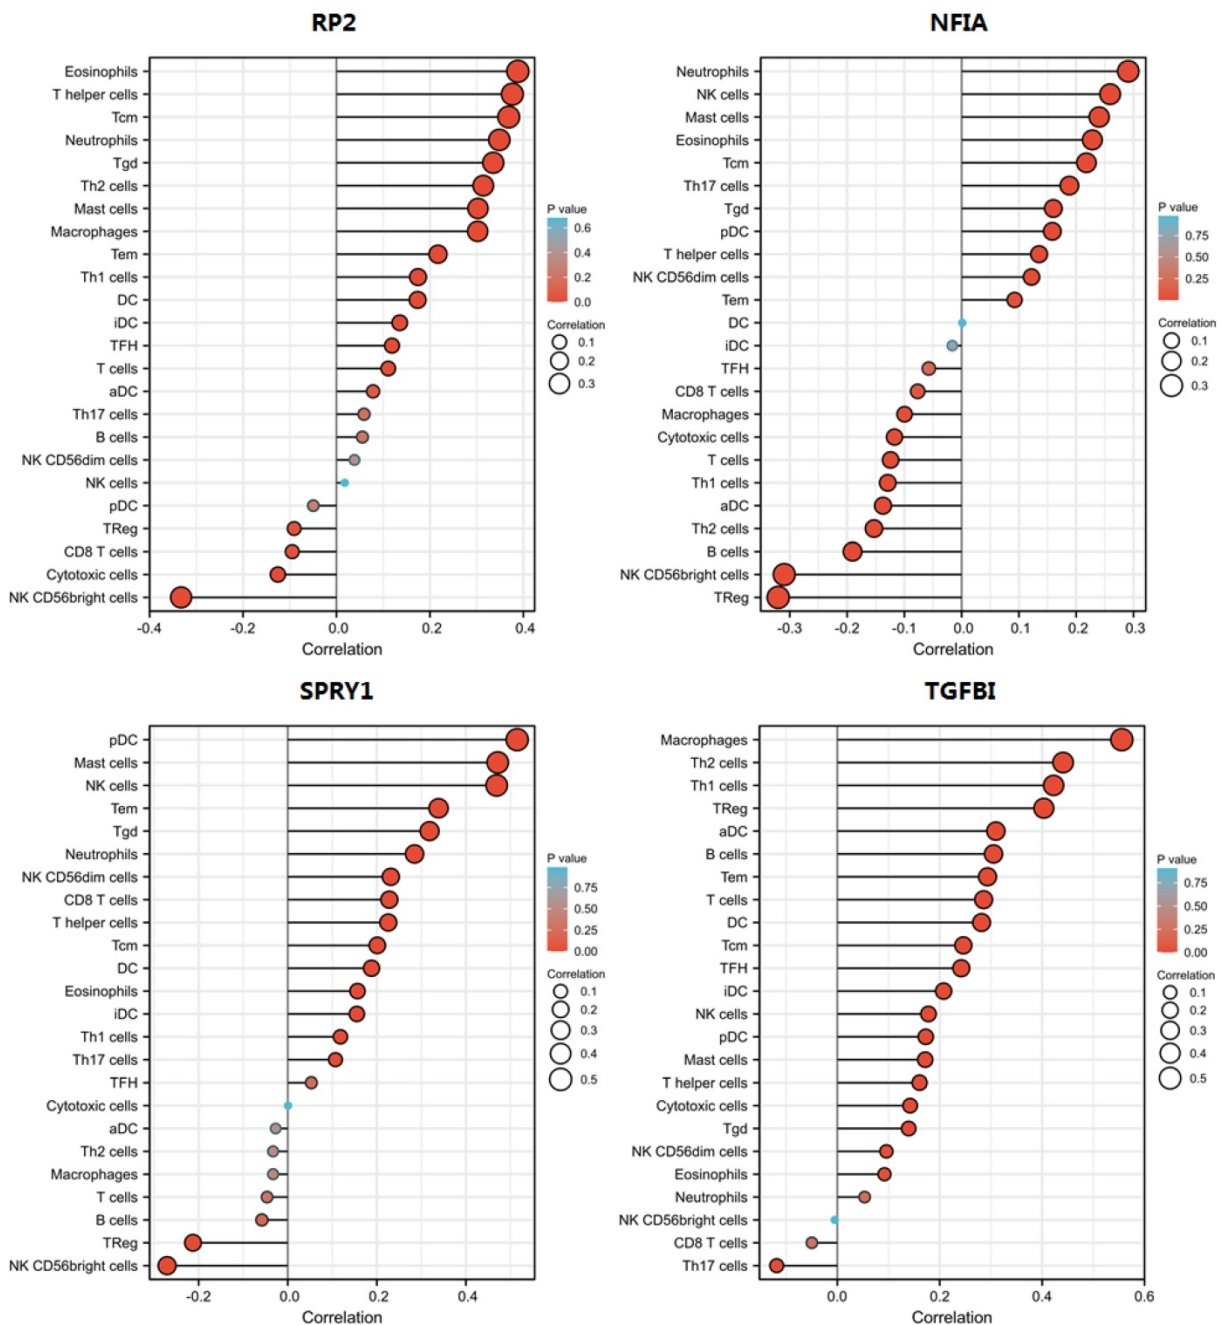 RP2
Eosinophils
T helper cells
Tcm
Neutrophils
Tgd
Th2 cells
Mast cells
Macrophages
Tem
Th1 cells
DC
iDC
TFH
T cells
aDC
Th17 cells
B cells
NK CD56dim cells
NK cells
pDC
TReg
CD8 T cells
Cytotoxic cells
NK CD56bright cells
-0.4 -0.2 0.0 0.2 0.4
Correlation
P value
0.6
0.4
0.2
0.0
Correlation
0.1
0.2
0.3
NFIA
Neutrophils
NK cells
Mast cells
Eosinophils
Tcm
Th17 cells
Tgd
pDC
T helper cells
NK CD56dim cells
Tem
DC
iDC
TFH
CD8 T cells
Macrophages
Cytotoxic cells
T cells
Th1 cells
aDC
Th2 cells
B cells
NK CD56bright cells
TReg
-0.3 -0.2 -0.1 0.0 0.1 0.2 0.3
Correlation
P value
0.75
0.50
0.25
Correlation
0.1
0.2
0.3
SPRY1
pDC
Mast cells
NK cells
Tem
Tgd
Neutrophils
NK CD56dim cells
CD8 T cells
T helper cells
Tcm
DC
Eosinophils
iDC
Th1 cells
Th17 cells
TFH
Cytotoxic cells
aDC
Th2 cells
Macrophages
T cells
B cells
TReg
NK CD56bright cells
-0.2 0.0 0.2 0.4
Correlation
P value
0.75
0.50
0.25
0.00
Correlation
0.1
0.2
0.3
0.4
0.5
TGFBI
Macrophages
Th2 cells
Th1 cells
TReg
aDC
B cells
Tem
T cells
DC
Tcm
TFH
iDC
NK cells
pDC
Mast cells
T helper cells
Cytotoxic cells
Tgd
NK CD56dim cells
Eosinophils
Neutrophils
NK CD56bright cells
CD8 T cells
Th17 cells
0.0 0.2 0.4 0.6
Correlation
P value
0.75
0.50
0.25
0.00
Correlation
0.1
0.2
0.3
0.4
0.5